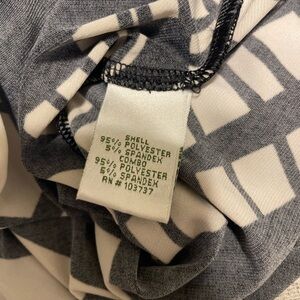 SHELL
95% POLYESTER
5% SPANDEX
COMBO
95% POLYESTER
5% SPANDEX
RN # 103737